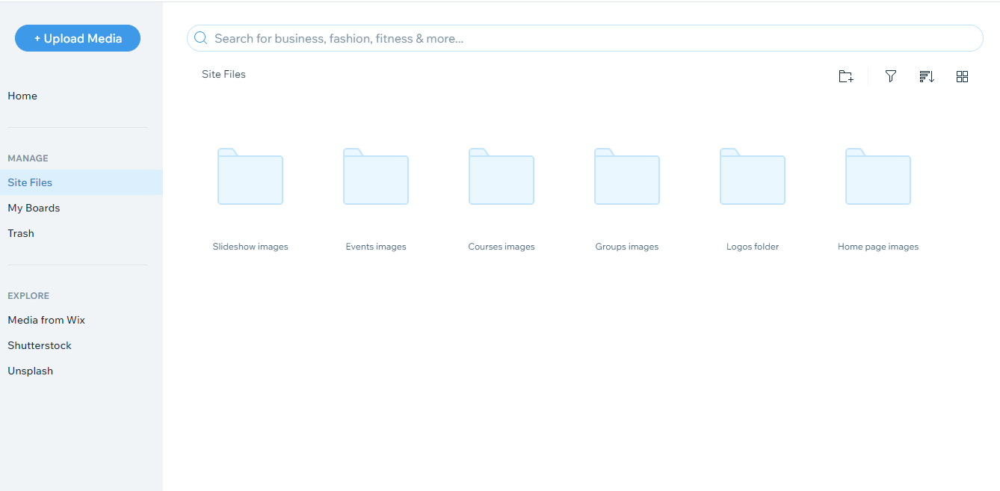 + Upload Media
Search for business, fashion, fitness & more...
Site Files
Home
MANAGE
Site Files
My Boards
Trash
EXPLORE
Media from Wix
Shutterstock
Unsplash
Slideshow images
Events images
Courses images
Groups images
Logos folder
Home page images